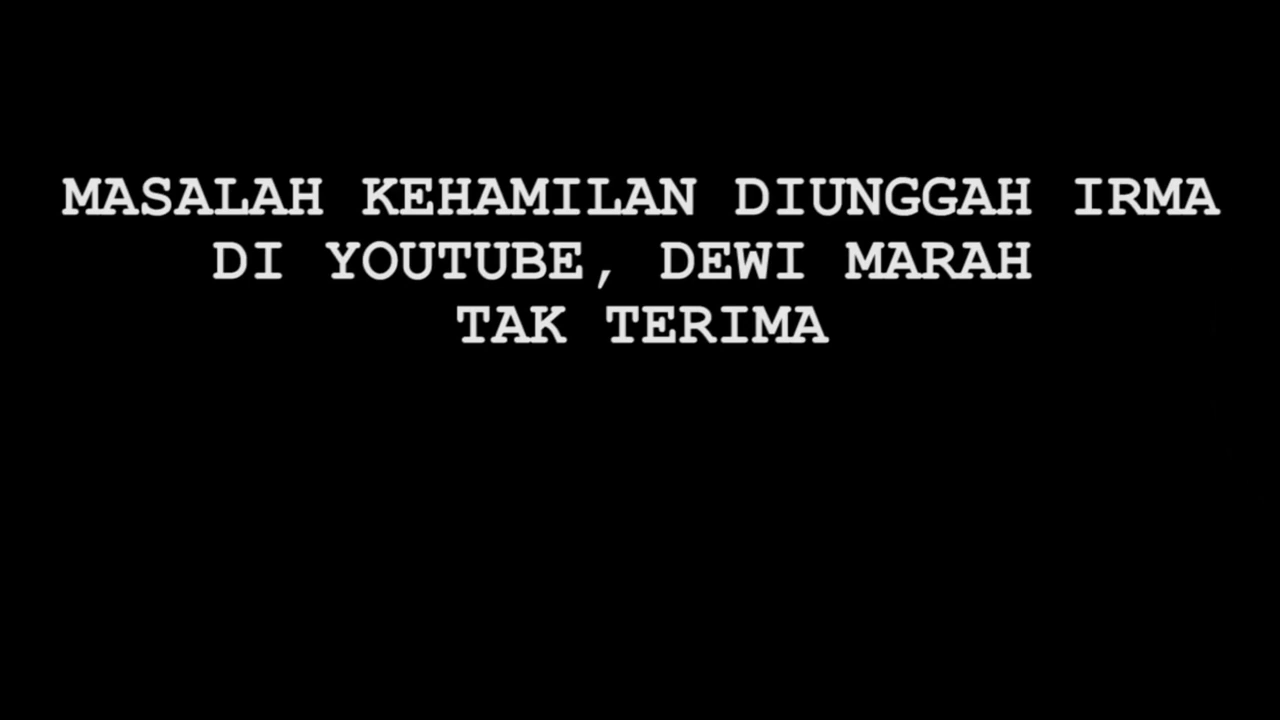 MASALAH KEHAMILAN DIUNGGAH IRMA
DI YOUTUBE, DEWI MARAH
TAK TERIMA